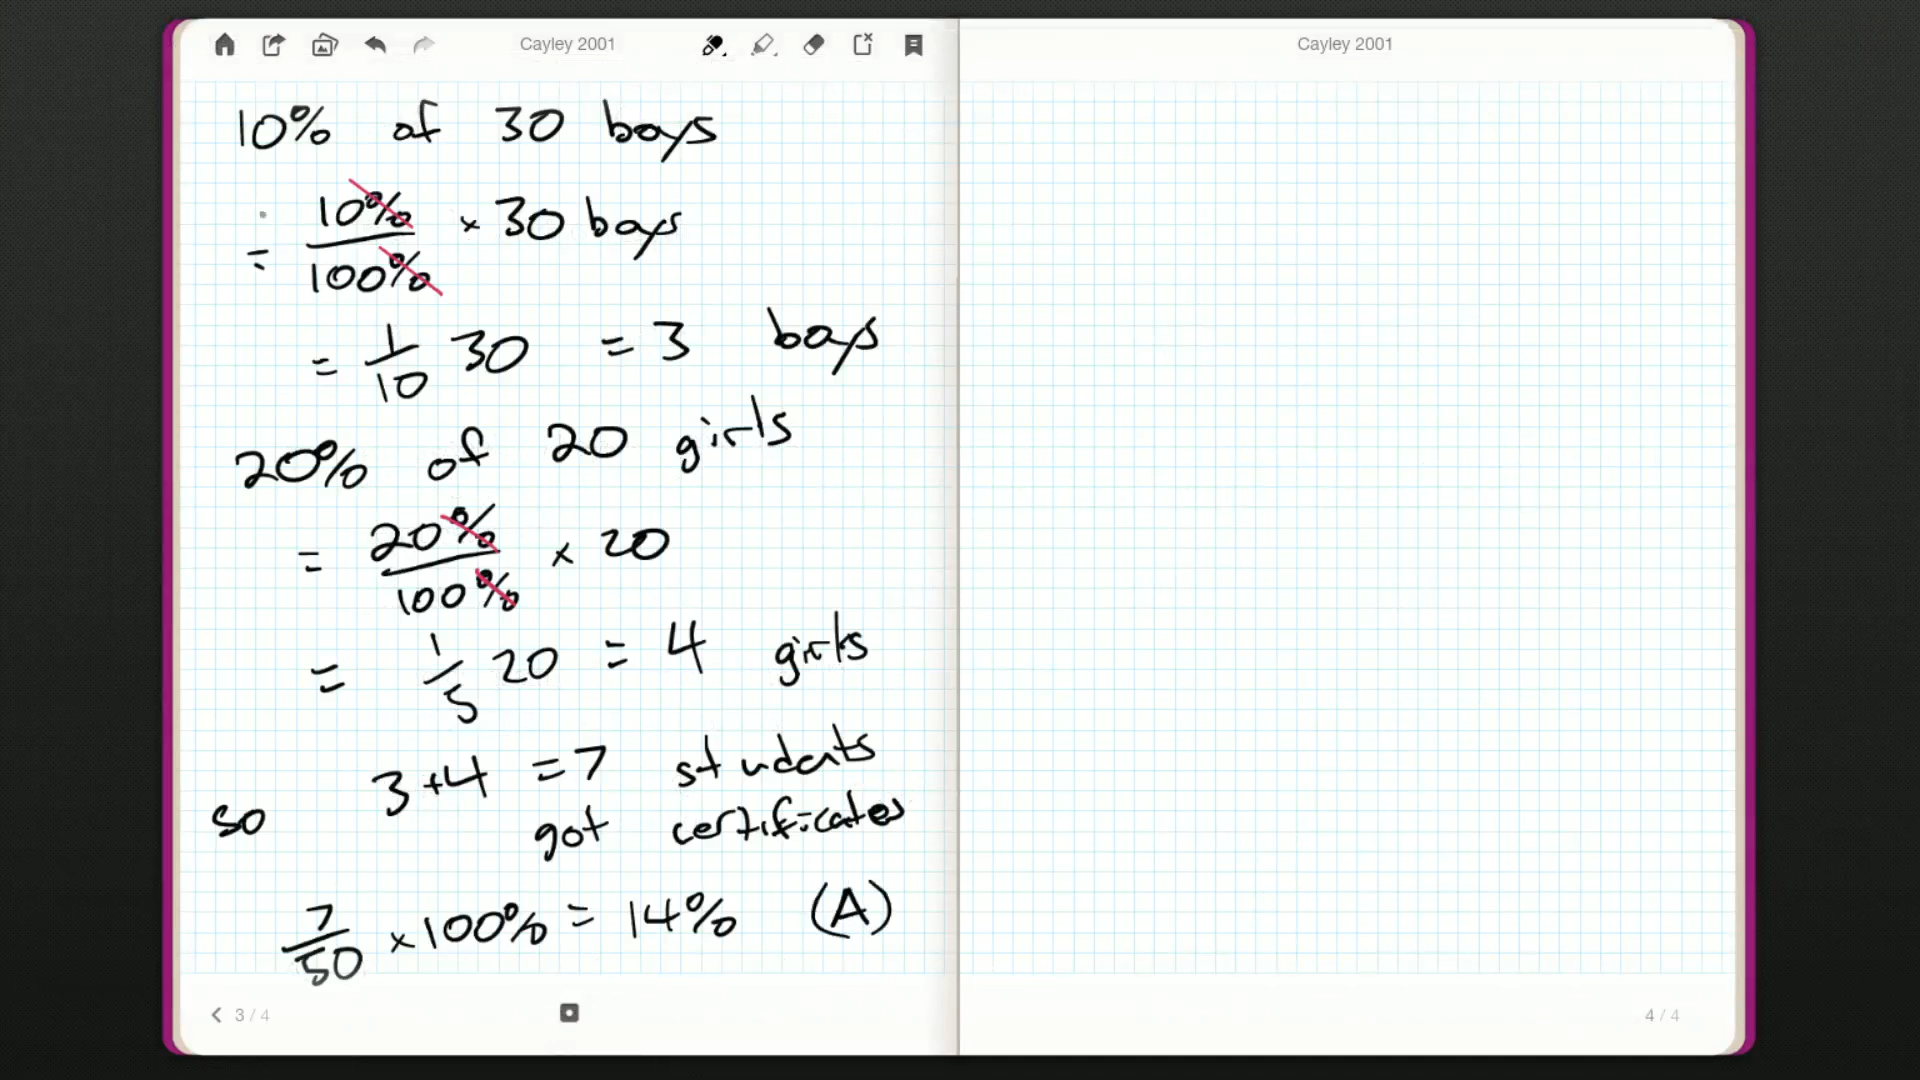 Cayley 2001
Cayley 2001
10% of 30 boys
= 10%/100% × 30 boys
= 1/10 30 = 3 boys
20% of 20 girls
= 20%/100% × 20
= 1/5 20 = 4 girls
so 3+4 = 7 students
got certificates
7/50 × 100% = 14% (A)
3 / 4
4 / 4